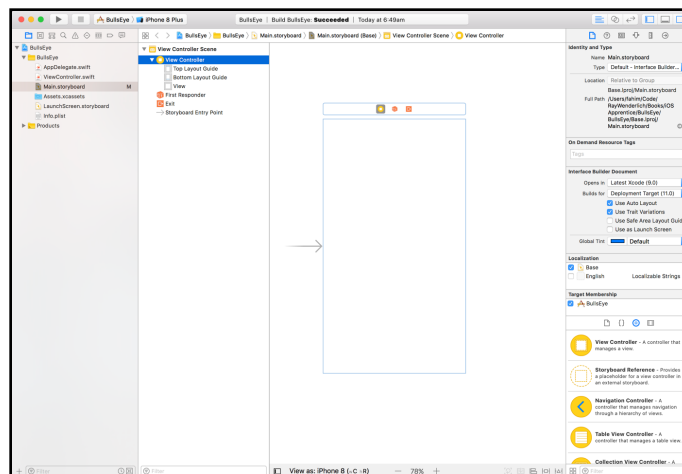 BullsEye
iPhone 8 Plus
BullsEye | Build BullsEye: Succeeded | Today at 6:49am
BullsEye
BullsEye
AppDelegate.swift
ViewController.swift
Main.storyboard
M
Assets.xcassets
LaunchScreen.storyboard
Info.plist
Products
Filter
BullsEye
BullsEye
Main.storyboard
Main.storyboard (Base)
View Controller Scene
View Controller
View Controller Scene
View Controller
Top Layout Guide
Bottom Layout Guide
View
First Responder
Exit
Storyboard Entry Point
Filter
View as: iPhone 8 (wC hR)
78%
Identity and Type
Name Main.storyboard
Type Default - Interface Builder...
Location Relative to Group
Base.lproj/Main.storyboard
Full Path /Users/fahim/Code/
RayWenderlich/Books/iOS
Apprentice/BullsEye/
BullsEye/Base.lproj/
Main.storyboard
On Demand Resource Tags
Tags
Interface Builder Document
Opens in Latest Xcode (9.0)
Builds for Deployment Target (11.0)
Use Auto Layout
Use Trait Variations
Use Safe Area Layout Guid
Use as Launch Screen
Global Tint Default
Localization
Base
English Localizable Strings
Target Membership
BullsEye
View Controller - A controller that
manages a view.
Storyboard Reference - Provides
a placeholder for a view controller in
an external storyboard.
Navigation Controller - A
controller that manages navigation
through a hierarchy of views.
Table View Controller - A
controller that manages a table view.
Collection View Controller - A
Filter